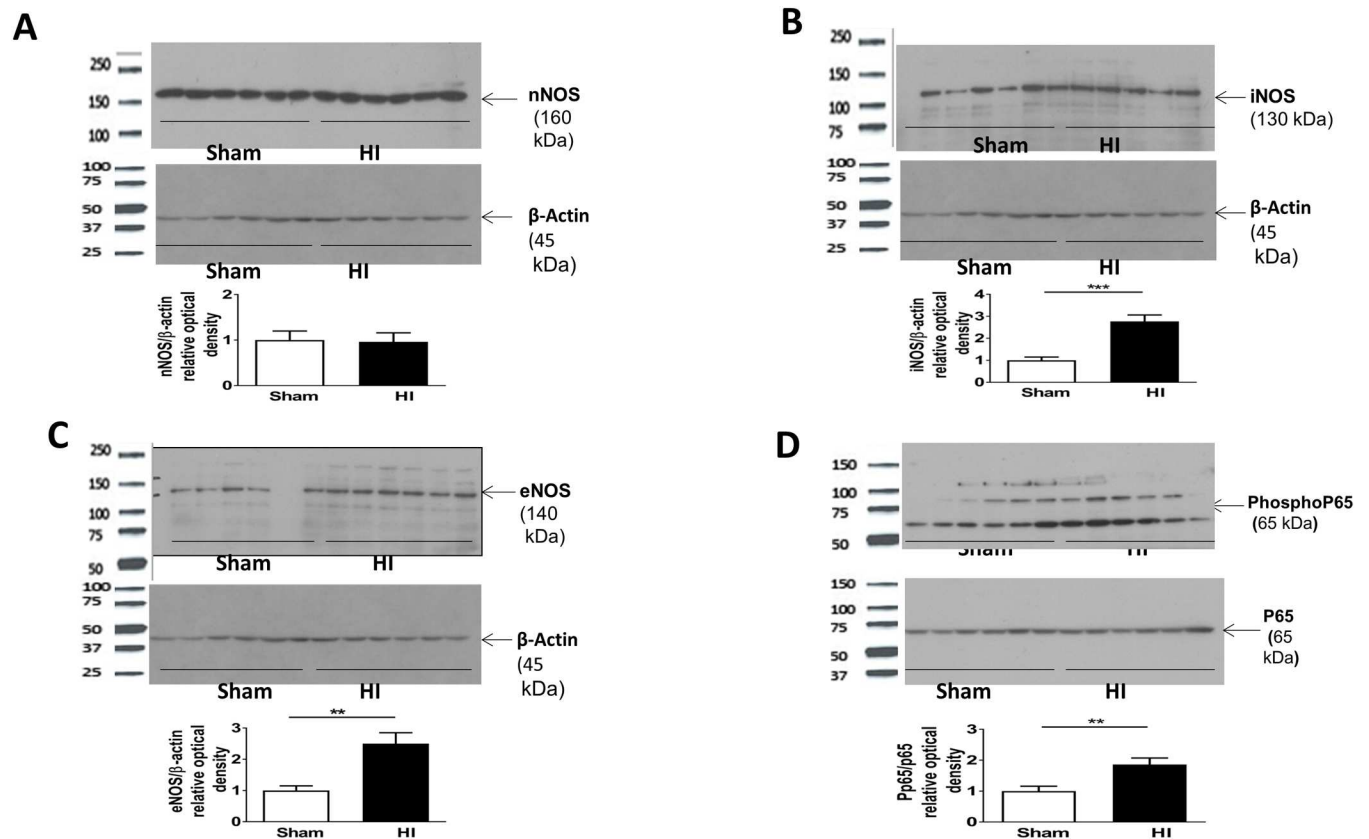 A
250
150
100
nNOS
(160
kDa)
Sham HI
100
75
50
37
25
β-Actin
(45
kDa)
Sham HI
nNOS/β-actin
relative optical
density
2
1
0
Sham HI
B
250
150
100
75
iNOS
(130 kDa)
Sham HI
100
75
50
37
25
β-Actin
(45
kDa)
Sham HI
iNOS/β-actin
relative optical
density
4
3
2
1
0
***
Sham HI
C
250
150
100
75
50
eNOS
(140
kDa)
Sham HI
100
75
50
37
25
β-Actin
(45
kDa)
Sham HI
eNOS/β-actin
relative optical
density
3
2
1
0
**
Sham HI
D
150
100
75
50
PhosphoP65
(65 kDa)
Sham HI
150
100
75
50
37
P65
(65
kDa)
Sham HI
Pp65/p65
relative optical
density
3
2
1
0
**
Sham HI